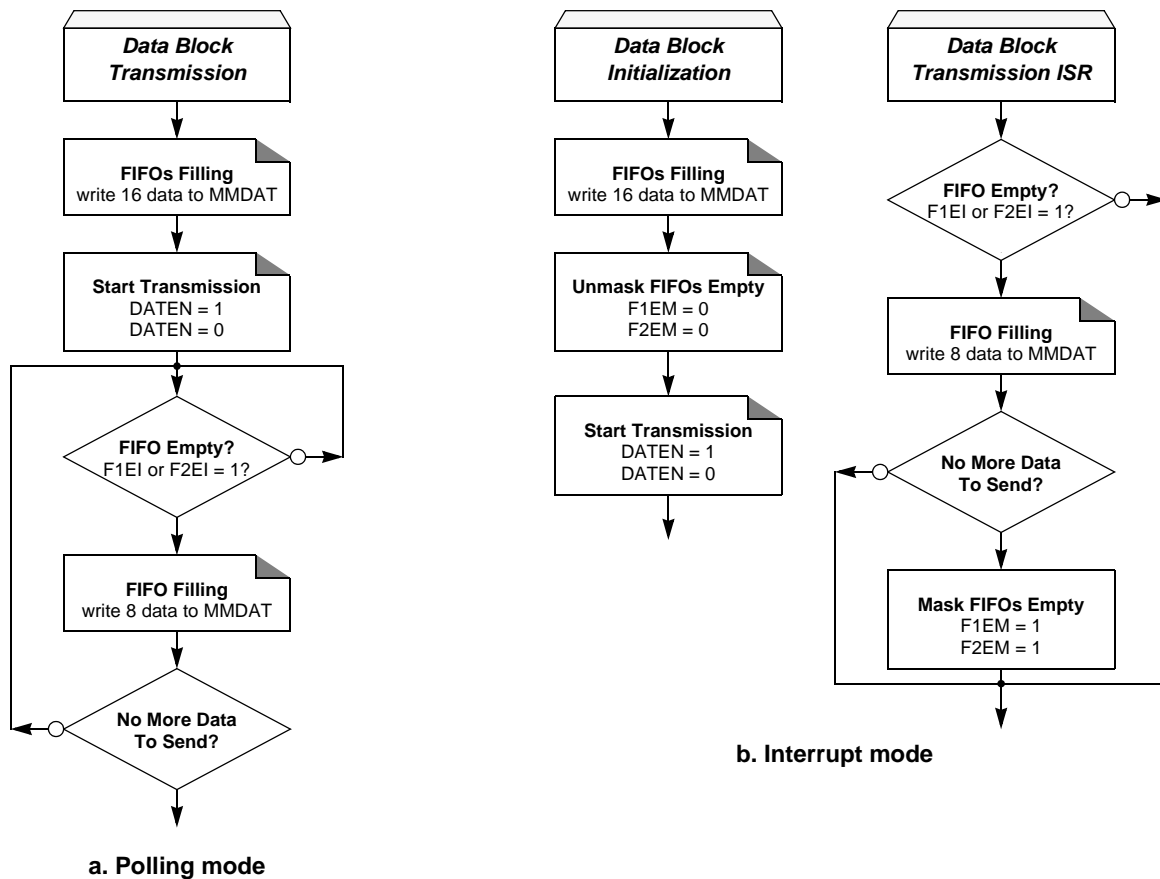 Data Block
Transmission
FIFOs Filling
write 16 data to MMDAT
Start Transmission
DATEN = 1
DATEN = 0
FIFO Empty?
F1EI or F2EI = 1?
FIFO Filling
write 8 data to MMDAT
No More Data
To Send?
a. Polling mode
Data Block
Initialization
FIFOs Filling
write 16 data to MMDAT
Unmask FIFOs Empty
F1EM = 0
F2EM = 0
Start Transmission
DATEN = 1
DATEN = 0
Data Block
Transmission ISR
FIFO Empty?
F1EI or F2EI = 1?
FIFO Filling
write 8 data to MMDAT
No More Data
To Send?
Mask FIFOs Empty
F1EM = 1
F2EM = 1
b. Interrupt mode